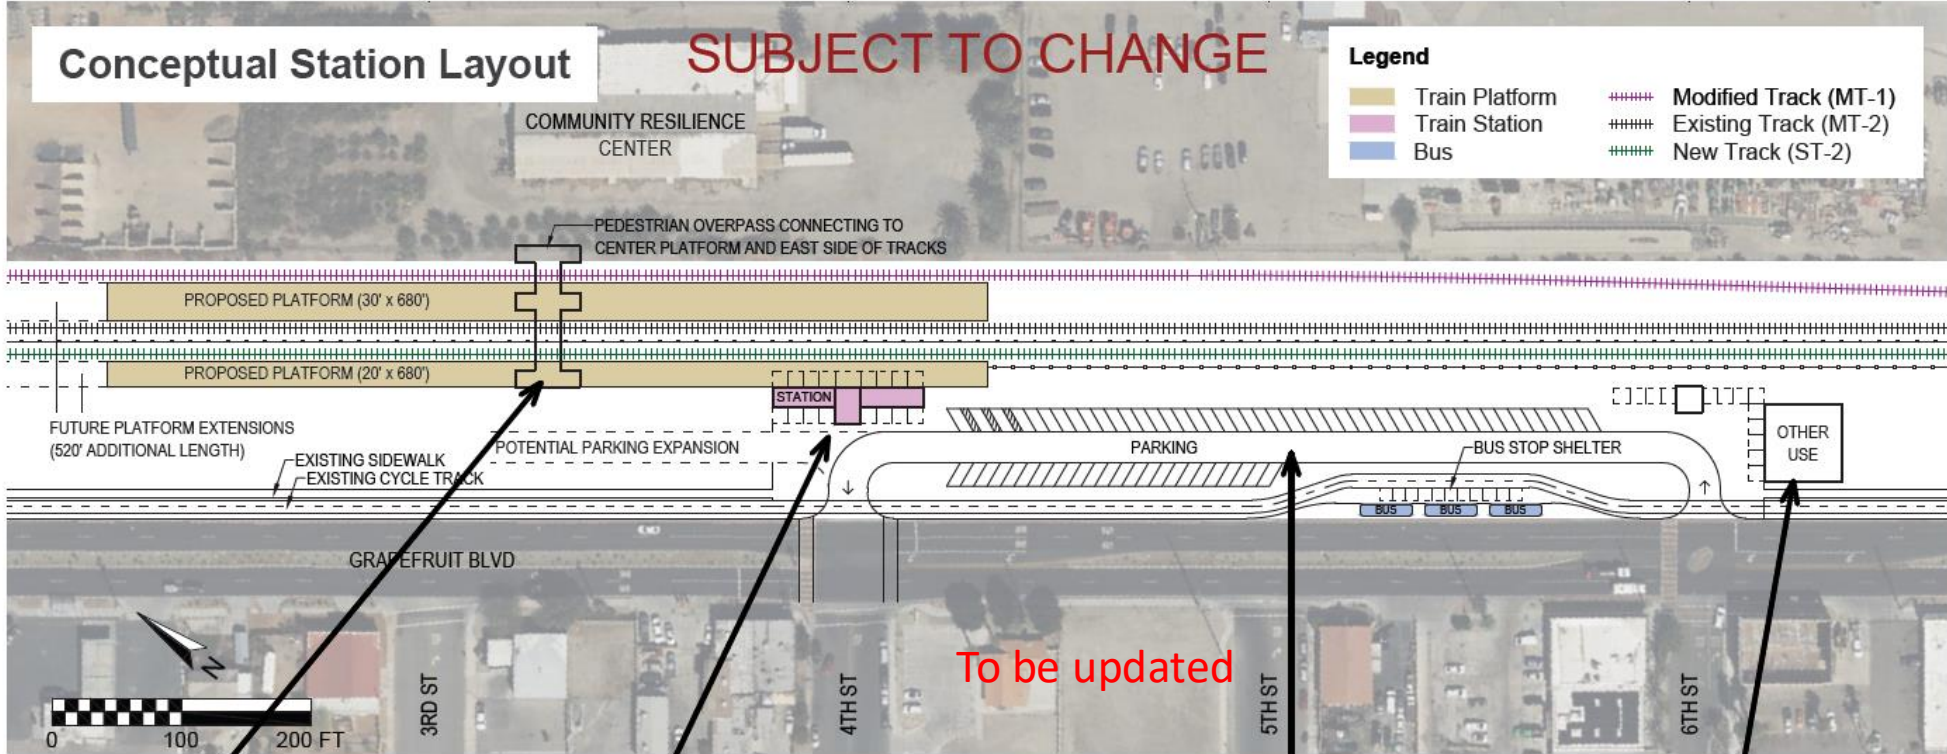 Conceptual Station Layout
SUBJECT TO CHANGE
Legend
Train Platform
Modified Track (MT-1)
Train Station
Existing Track (MT-2)
Bus
New Track (ST-2)
COMMUNITY RESILIENCE
CENTER
PEDESTRIAN OVERPASS CONNECTING TO
CENTER PLATFORM AND EAST SIDE OF TRACKS
PROPOSED PLATFORM (30' x 680')
PROPOSED PLATFORM (20' x 680')
STATION
FUTURE PLATFORM EXTENSIONS
(520' ADDITIONAL LENGTH)
POTENTIAL PARKING EXPANSION
PARKING
BUS STOP SHELTER
OTHER
USE
EXISTING SIDEWALK
EXISTING CYCLE TRACK
BUS
BUS
BUS
GRAPEFRUIT BLVD
N
To be updated
3RD ST
4TH ST
5TH ST
6TH ST
0 100 200 FT